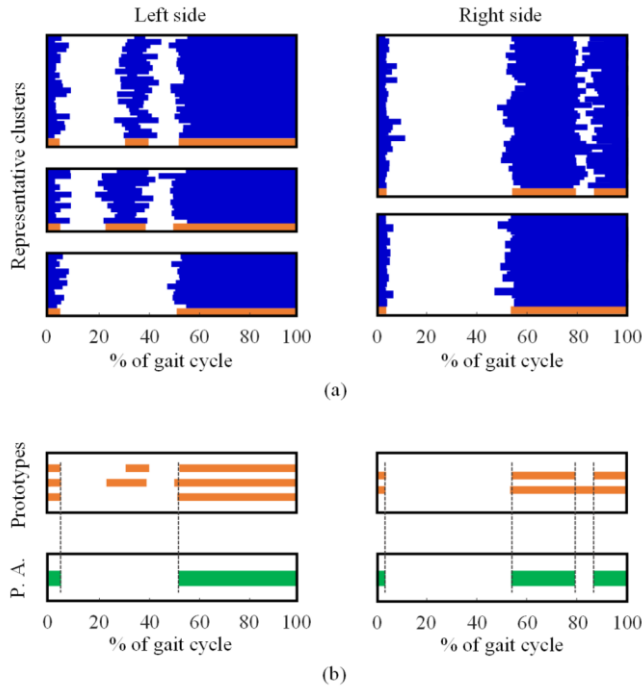 (a)
Left side
Right side
Representative clusters
0 20 40 60 80 100
0 20 40 60 80 100
% of gait cycle
% of gait cycle
(a)
Prototypes
P. A.
0 20 40 60 80 100
0 20 40 60 80 100
% of gait cycle
% of gait cycle
(b)